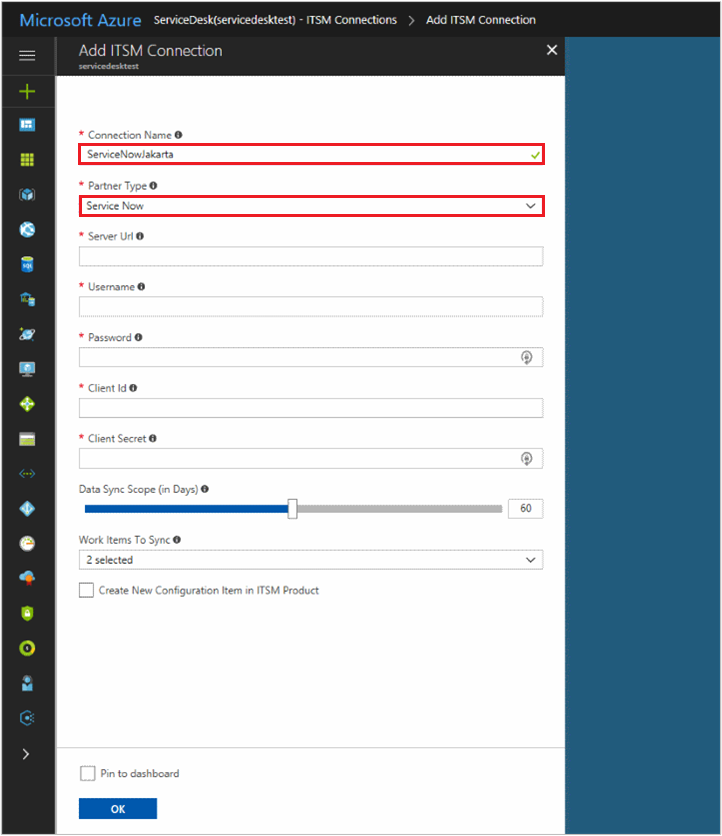 Microsoft Azure ServiceDesk(servicedesktest) - ITSM Connections > Add ITSM Connection
Add ITSM Connection
servicedesktest
* Connection Name
ServiceNowJakarta
* Partner Type
Service Now
* Server Url
* Username
* Password
* Client Id
* Client Secret
Data Sync Scope (in Days)
60
Work Items To Sync
2 selected
Create New Configuration Item in ITSM Product
Pin to dashboard
OK